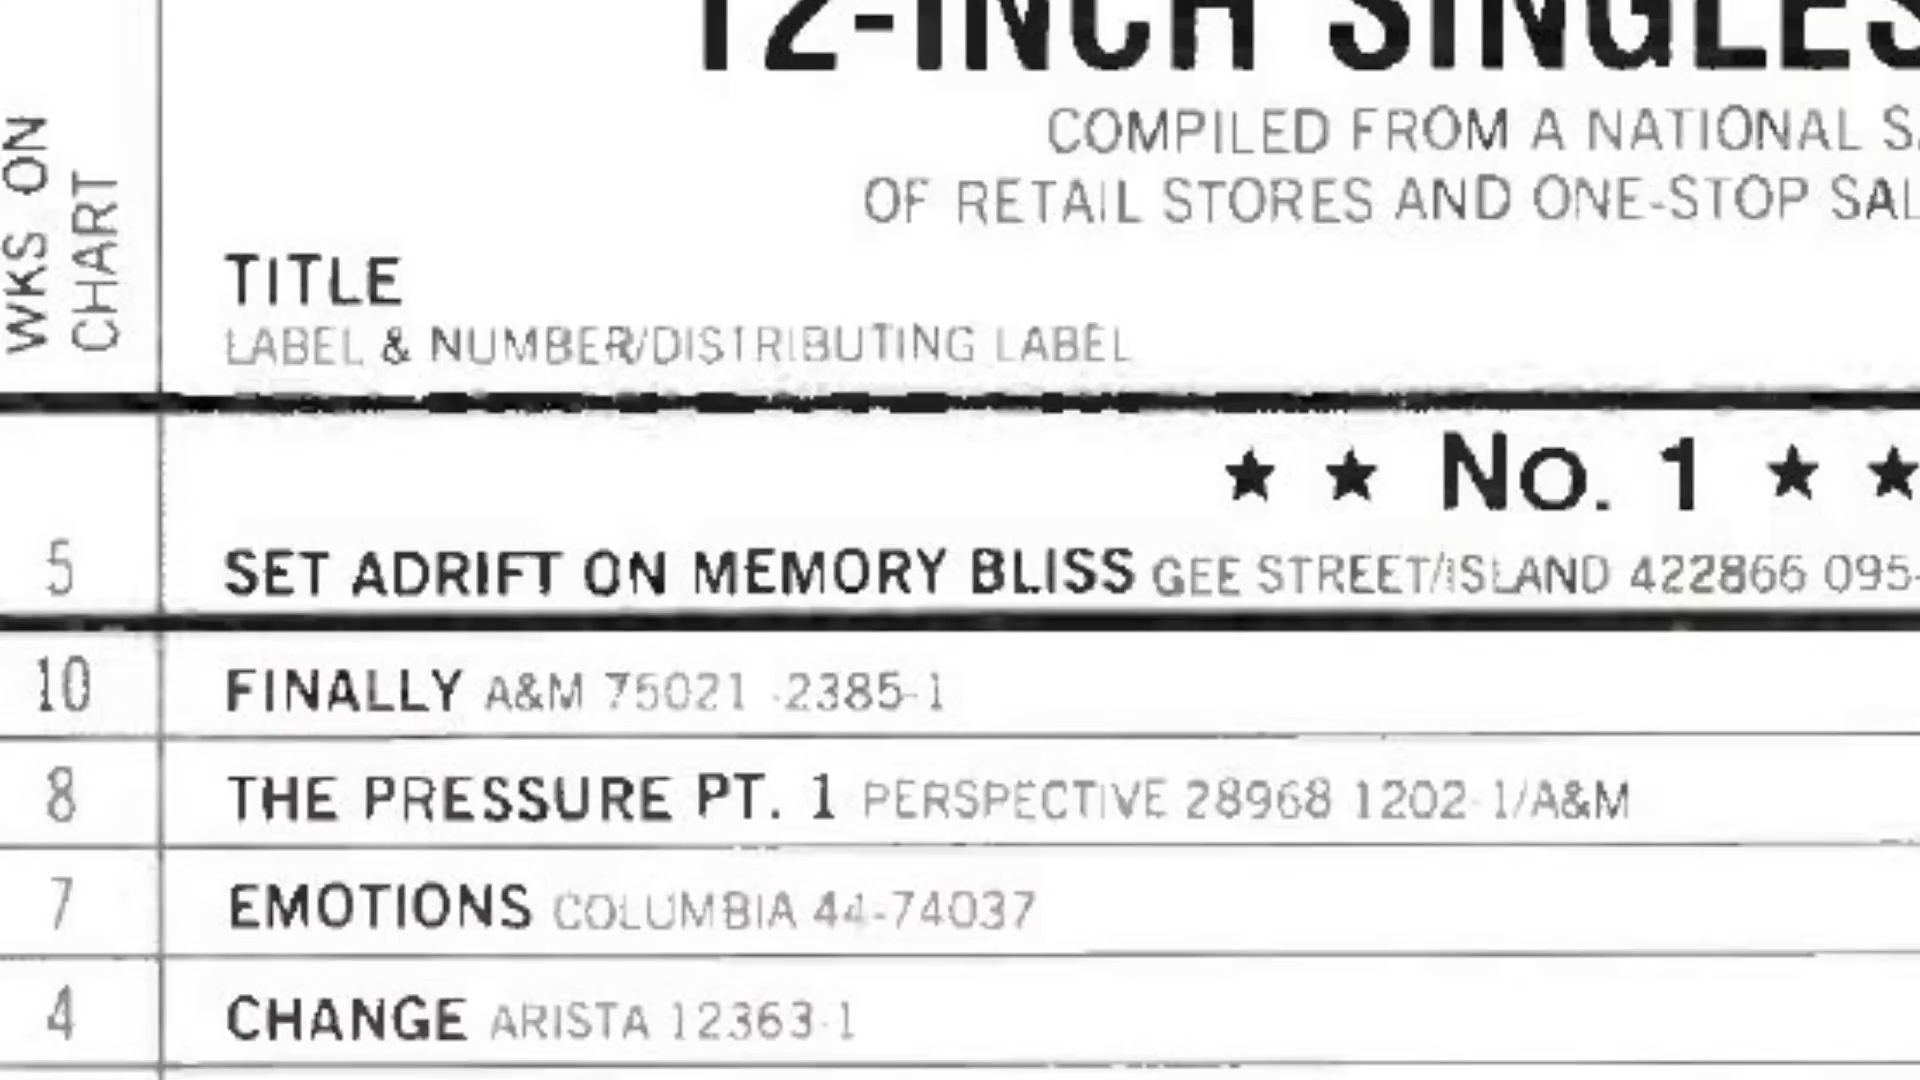 12-INCH SINGLES
COMPILED FROM A NATIONAL
OF RETAIL STORES AND ONE-STOP
WKS ON
CHART
TITLE
LABEL & NUMBER/DISTRIBUTING LABEL
★ ★ No. 1 ★ ★
5 SET ADRIFT ON MEMORY BLISS GEE STREET/ISLAND 422866 095-
10 FINALLY A&M 75021 -2385-1
8 THE PRESSURE PT. 1 PERSPECTIVE 28968 1202-1/A&M
7 EMOTIONS COLUMBIA 44-74037
4 CHANGE ARISTA 12363-1